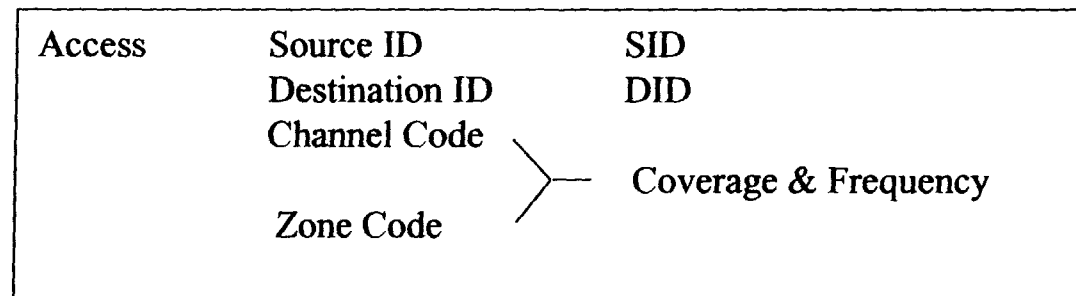 Access Source ID SID
Destination ID DID
Channel Code
Coverage & Frequency
Zone Code